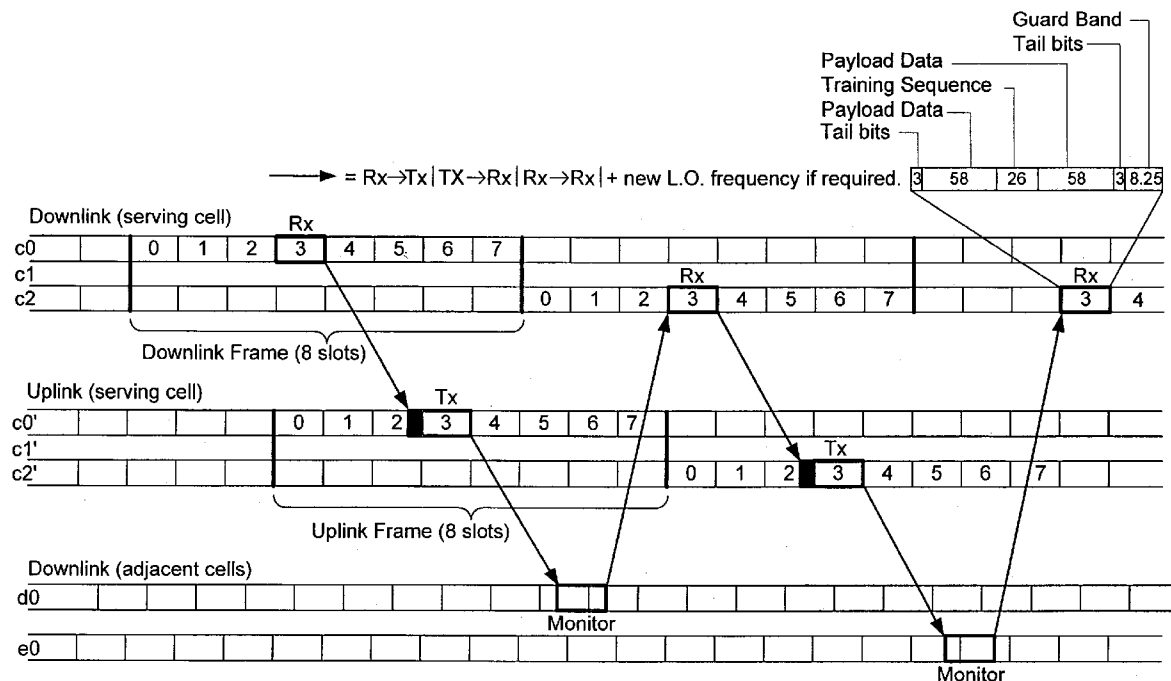 Guard Band
Tail bits
Payload Data
Training Sequence
Payload Data
Tail bits
= Rx→Tx|TX→Rx|Rx→Rx|+ new L.O. frequency if required.
3 58 26 58 3 8.25
Downlink (serving cell)
Rx
c0 0 1 2 3 4 5 6 7
c1
Rx Rx
c2 0 1 2 3 4 5 6 7 3 4
Downlink Frame (8 slots)
Uplink (serving cell)
Tx
c0' 0 1 2 3 4 5 6 7
c1'
Tx
c2' 0 1 2 3 4 5 6 7
Uplink Frame (8 slots)
Downlink (adjacent cells)
d0
Monitor
e0
Monitor